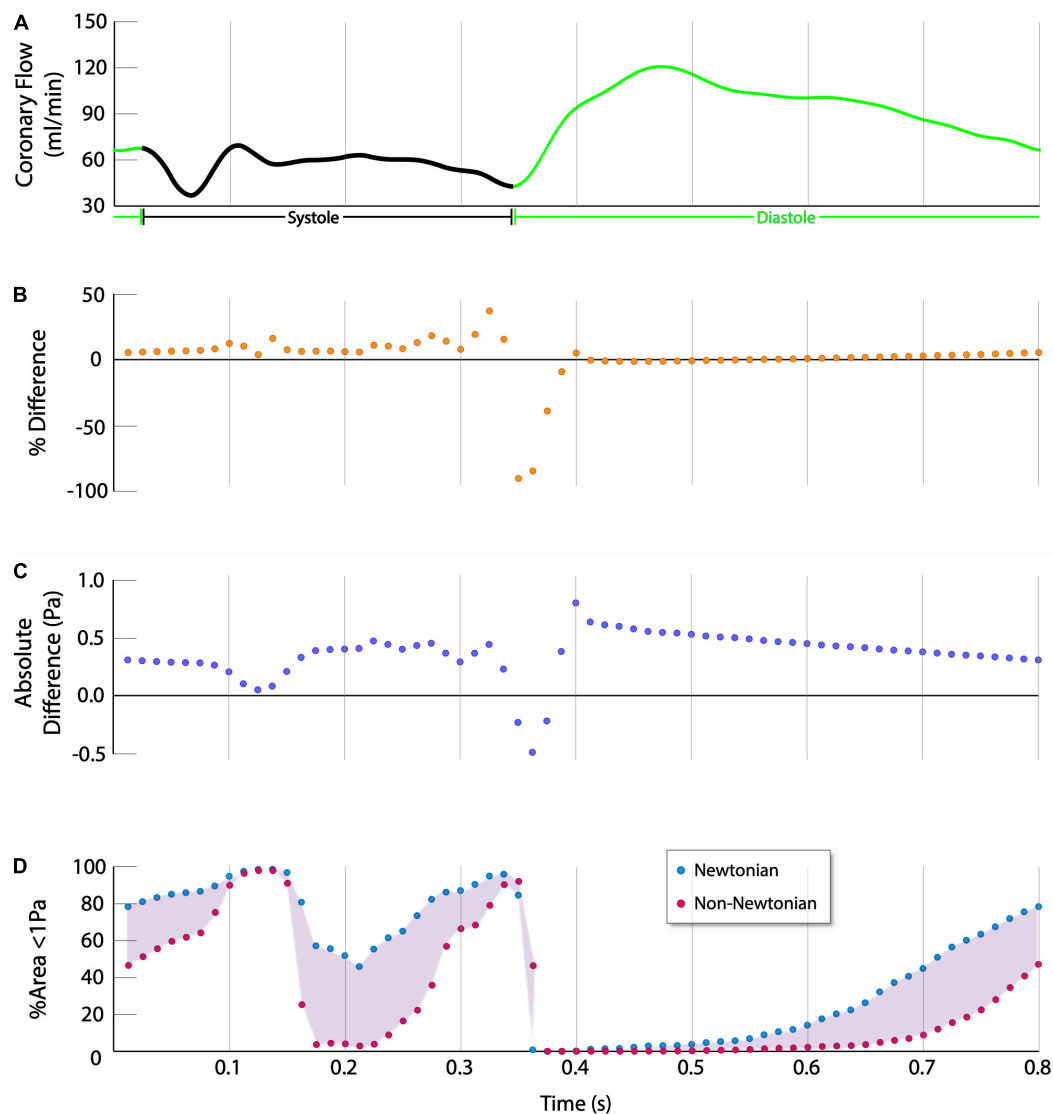 A
Coronary Flow
(ml/min)
150
120
90
60
30
Systole
Diastole
B
% Difference
50
0
-50
-100
C
Absolute
Difference (Pa)
1.0
0.5
0.0
-0.5
D
%Area <1Pa
100
80
60
40
20
0
Newtonian
Non-Newtonian
0.1 0.2 0.3 0.4 0.5 0.6 0.7 0.8
Time (s)